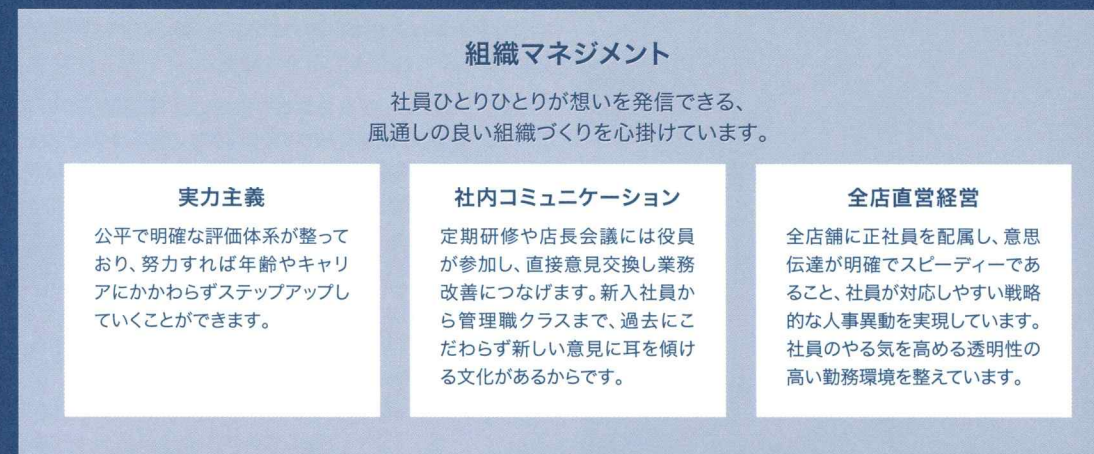 組織マネジメント
社員ひとりひとりが想いを発信できる、
風通しの良い組織づくりを心掛けています。
実力主義
公平で明確な評価体系が整って
おり、努力すれば年齢やキャリ
アにかかわらずステップアップし
ていくことができます。
社内コミュニケーション
定期研修や店長会議には役員
が参加し、直接意見交換し業務
改善につなげます。新入社員か
ら管理職クラスまで、過去にこ
だわらず新しい意見に耳を傾け
る文化があるからです。
全店直営経営
全店舗に正社員を配属し、意思
伝達が明確でスピーディーであ
ること、社員が対応しやすい戦略
的な人事異動を実現しています。
社員のやる気を高める透明性の
高い勤務環境を整えています。